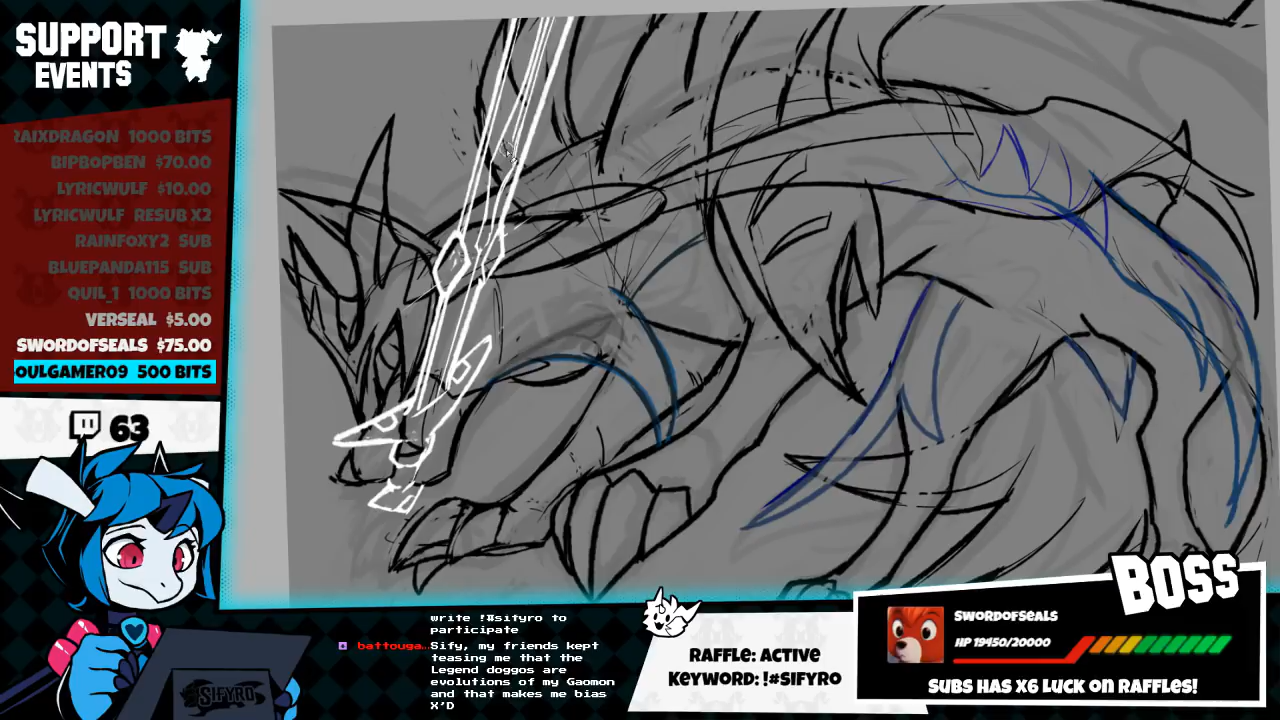 SUPPORT
EVENTS
RAIXDRAGON 1000 BITS
BIPBOPBEN $70.00
LYRICWULF $10.00
LYRICWULF RESUB X2
RAINFOXY2 SUB
BLUEPANDA115 SUB
QUIL_1 1000 BITS
VERSEAL $5.00
SWORDOFSEALS $75.00
OULGAMER09 500 BITS
63
SIFYRO
write !#sifyro to
participate
battouga… Sify, my friends kept
teasing me that the
Legend doggos are
evolutions of my Gaomon
and that makes me bias
X'D
RAFFLE: ACTIVE
KEYWORD: !#SIFYRO
BOSS
SWORDOFSEALS
HP 19450/20000
SUBS HAS X6 LUCK ON RAFFLES!